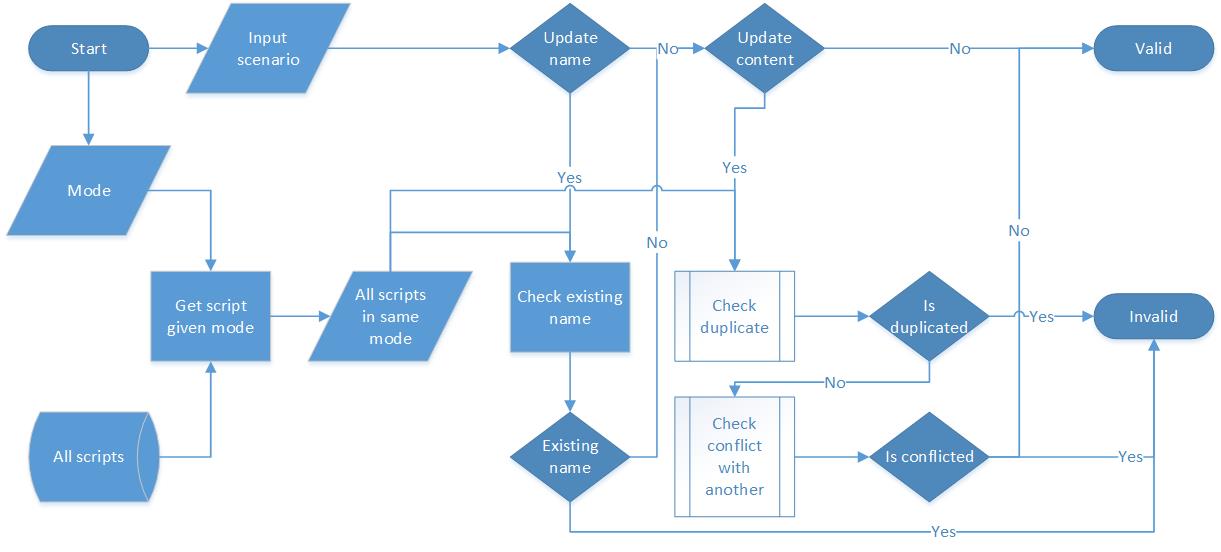 Start
Input
scenario
Update
name
No
Update
content
No
Valid
Mode
Yes
Yes
No
No
Get script
given mode
All scripts
in same
mode
Check existing
name
Check
duplicate
Is
duplicated
Yes
Invalid
No
All scripts
Existing
name
Check
conflict
with
another
Is conflicted
Yes
Yes